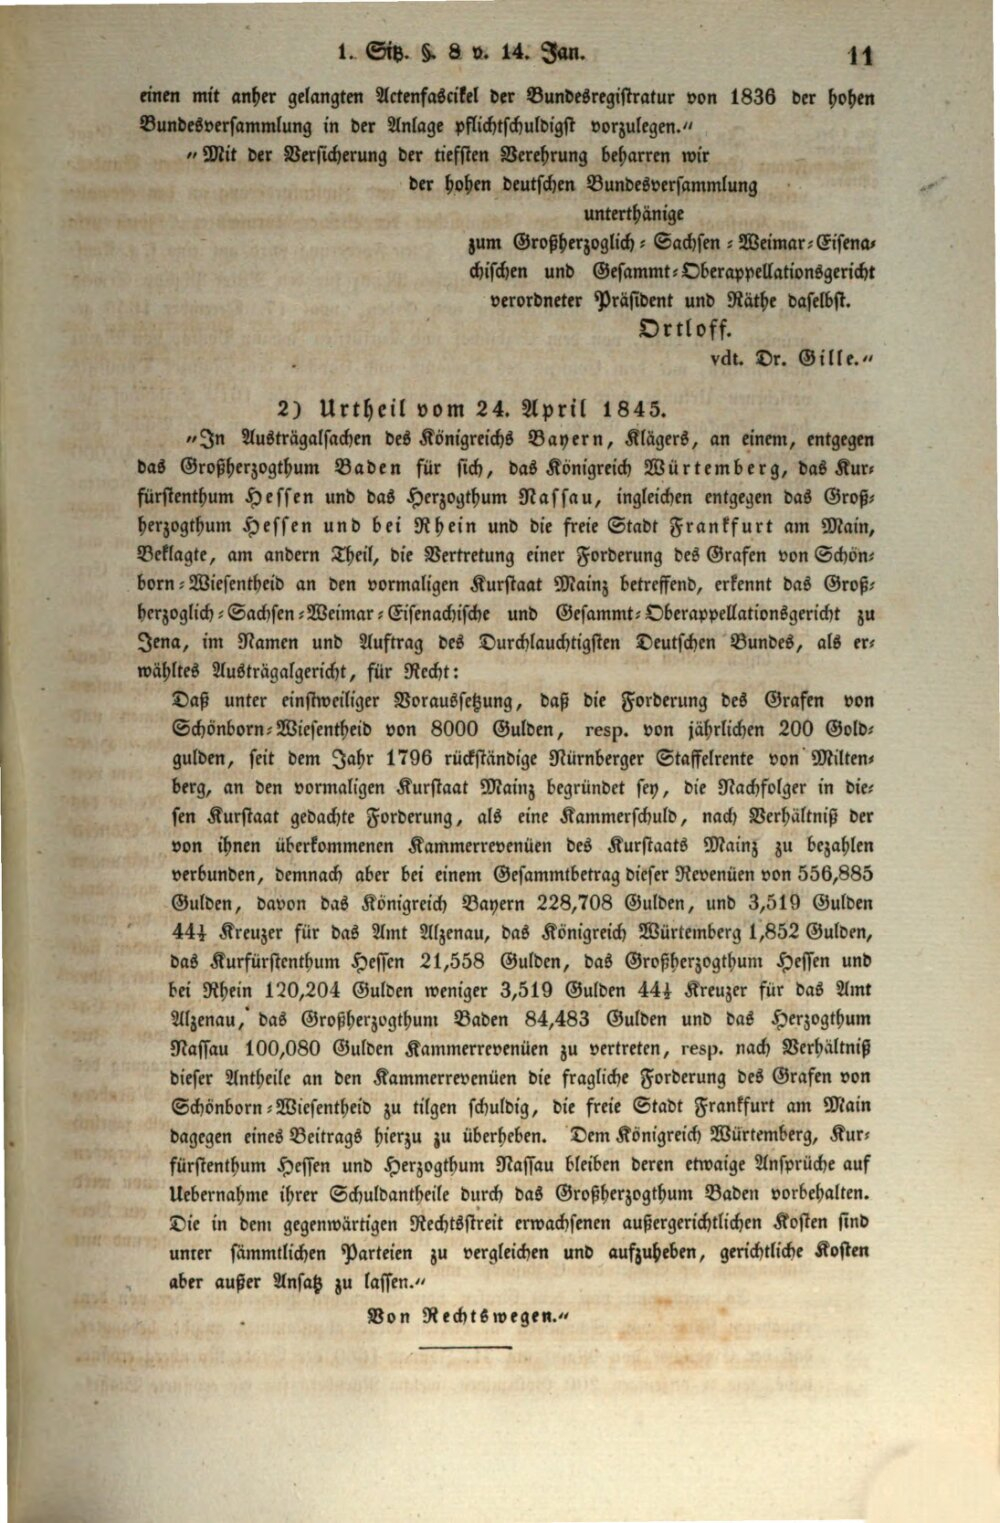 1. Sitz. §. 8 v. 14. Jan. 11
einen mit anher gelangten Actenfascikel der Bundesregistratur von 1836 der hohen
Bundesversammlung in der Anlage pflichtschuldigst vorzulegen.“
„Mit der Versicherung der tiefsten Verehrung beharren wir
der hohen deutschen Bundesversammlung
unterthänige
zum Großherzoglich-Sachsen-Weimar-Eisena-
chischen und Gesammt-Oberappellationsgericht
verordneter Präsident und Räthe daselbst.
Ortloff.
vdt. Dr. Gille.“
2) Urtheil vom 24. April 1845.
„In Austrägalsachen des Königreichs Bayern, Klägers, an einem, entgegen
das Großherzogthum Baden für sich, das Königreich Würtemberg, das Kur-
fürstenthum Hessen und das Herzogthum Nassau, ingleichen entgegen das Groß-
herzogthum Hessen und bei Rhein und die freie Stadt Frankfurt am Main,
Beklagte, am andern Theil, die Vertretung einer Forderung des Grafen von Schön-
born-Wiesentheid an den vormaligen Kurstaat Mainz betreffend, erkennt das Groß-
herzoglich-Sachsen-Weimar-Eisenachische und Gesammt-Oberappellationsgericht zu
Jena, im Namen und Auftrag des Durchlauchtigsten Deutschen Bundes, als er-
wähltes Austrägalgericht, für Recht:
Daß unter einstweiliger Voraussetzung, daß die Forderung des Grafen von
Schönborn-Wiesentheid von 8000 Gulden, resp. von jährlichen 200 Gold-
gulden, seit dem Jahr 1796 rückständige Nürnberger Staffelrente von Milten-
berg, an den vormaligen Kurstaat Mainz begründet sey, die Nachfolger in die-
sen Kurstaat gedachte Forderung, als eine Kammerschuld, nach Verhältniß der
von ihnen überkommenen Kammerrevenüen des Kurstaats Mainz zu bezahlen
verbunden, demnach aber bei einem Gesammtbetrag dieser Revenüen von 556,885
Gulden, davon das Königreich Bayern 228,708 Gulden, und 3,519 Gulden
44½ Kreuzer für das Amt Alzenau, das Königreich Würtemberg 1,852 Gulden,
das Kurfürstenthum Hessen 21,558 Gulden, das Großherzogthum Hessen und
bei Rhein 120,204 Gulden weniger 3,519 Gulden 44½ Kreuzer für das Amt
Alzenau, das Großherzogthum Baden 84,483 Gulden und das Herzogthum
Nassau 100,080 Gulden Kammerrevenüen zu vertreten, resp. nach Verhältniß
dieser Antheile an den Kammerrevenüen die fragliche Forderung des Grafen von
Schönborn-Wiesentheid zu tilgen schuldig, die freie Stadt Frankfurt am Main
dagegen eines Beitrags hierzu zu überheben. Dem Königreich Würtemberg, Kur-
fürstenthum Hessen und Herzogthum Nassau bleiben deren etwaige Ansprüche auf
Uebernahme ihrer Schuldantheile durch das Großherzogthum Baden vorbehalten.
Die in dem gegenwärtigen Rechtsstreit erwachsenen außergerichtlichen Kosten sind
unter sämmtlichen Parteien zu vergleichen und aufzuheben, gerichtliche Kosten
aber außer Ansatz zu lassen.“
Von Rechtswegen.“